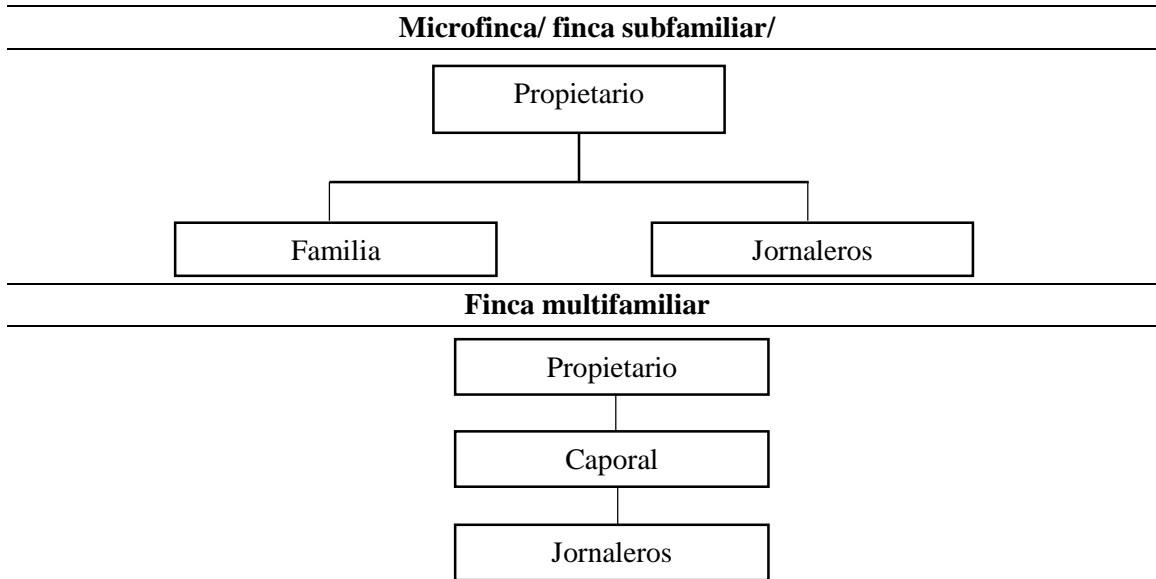 Microfinca/ finca subfamiliar/
Propietario
Familia
Jornaleros
Finca multifamiliar
Propietario
Caporal
Jornaleros